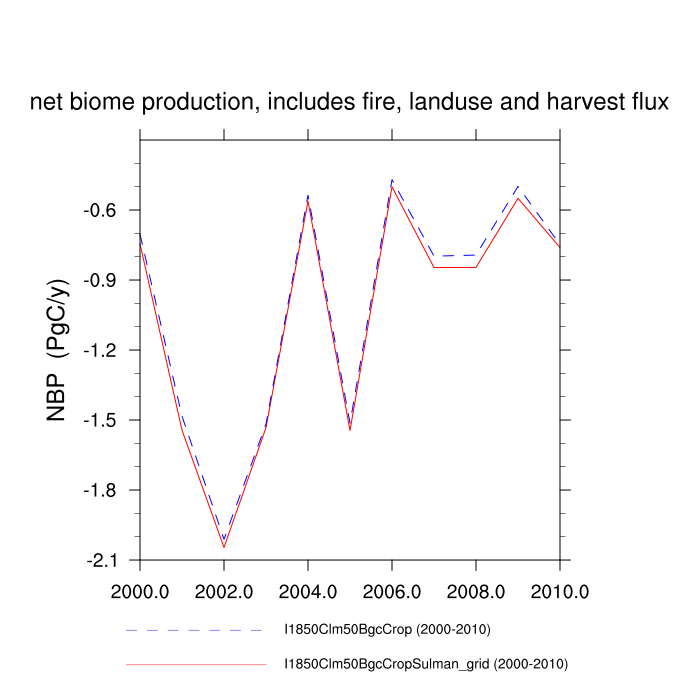 net biome production, includes fire, landuse and harvest flux
NBP (PgC/y)
-0.6
-0.9
-1.2
-1.5
-1.8
-2.1
2000.0 2002.0 2004.0 2006.0 2008.0 2010.0
I1850Clm50BgcCrop (2000-2010)
I1850Clm50BgcCropSulman_grid (2000-2010)